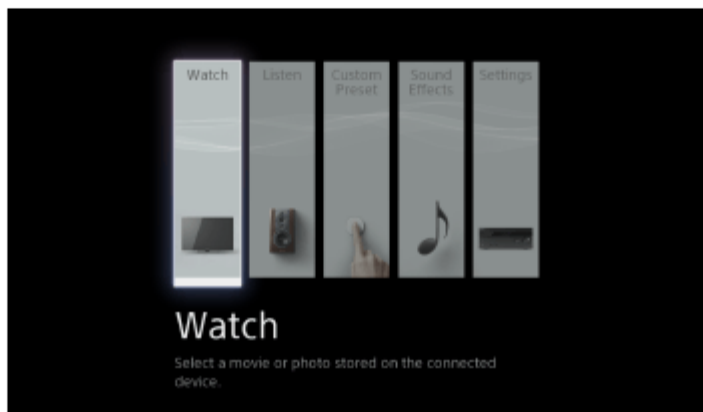 Watch
Listen
Custom
Preset
Sound
Effects
Settings
Watch
Select a movie or photo stored on the connected
device.